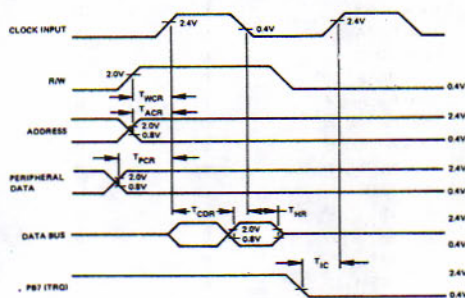 CLOCK INPUT
2.4V
0.4V
2.4V
R/W
2.0V
0.4V
TWCR
TACR
ADDRESS
2.0V
0.8V
2.4V
0.4V
TPCR
PERIPHERAL
DATA
2.0V
0.8V
2.4V
0.4V
TCDR
THR
DATA BUS
2.0V
0.8V
2.4V
0.4V
TIC
PB7 (TRQ)
2.4V
0.4V